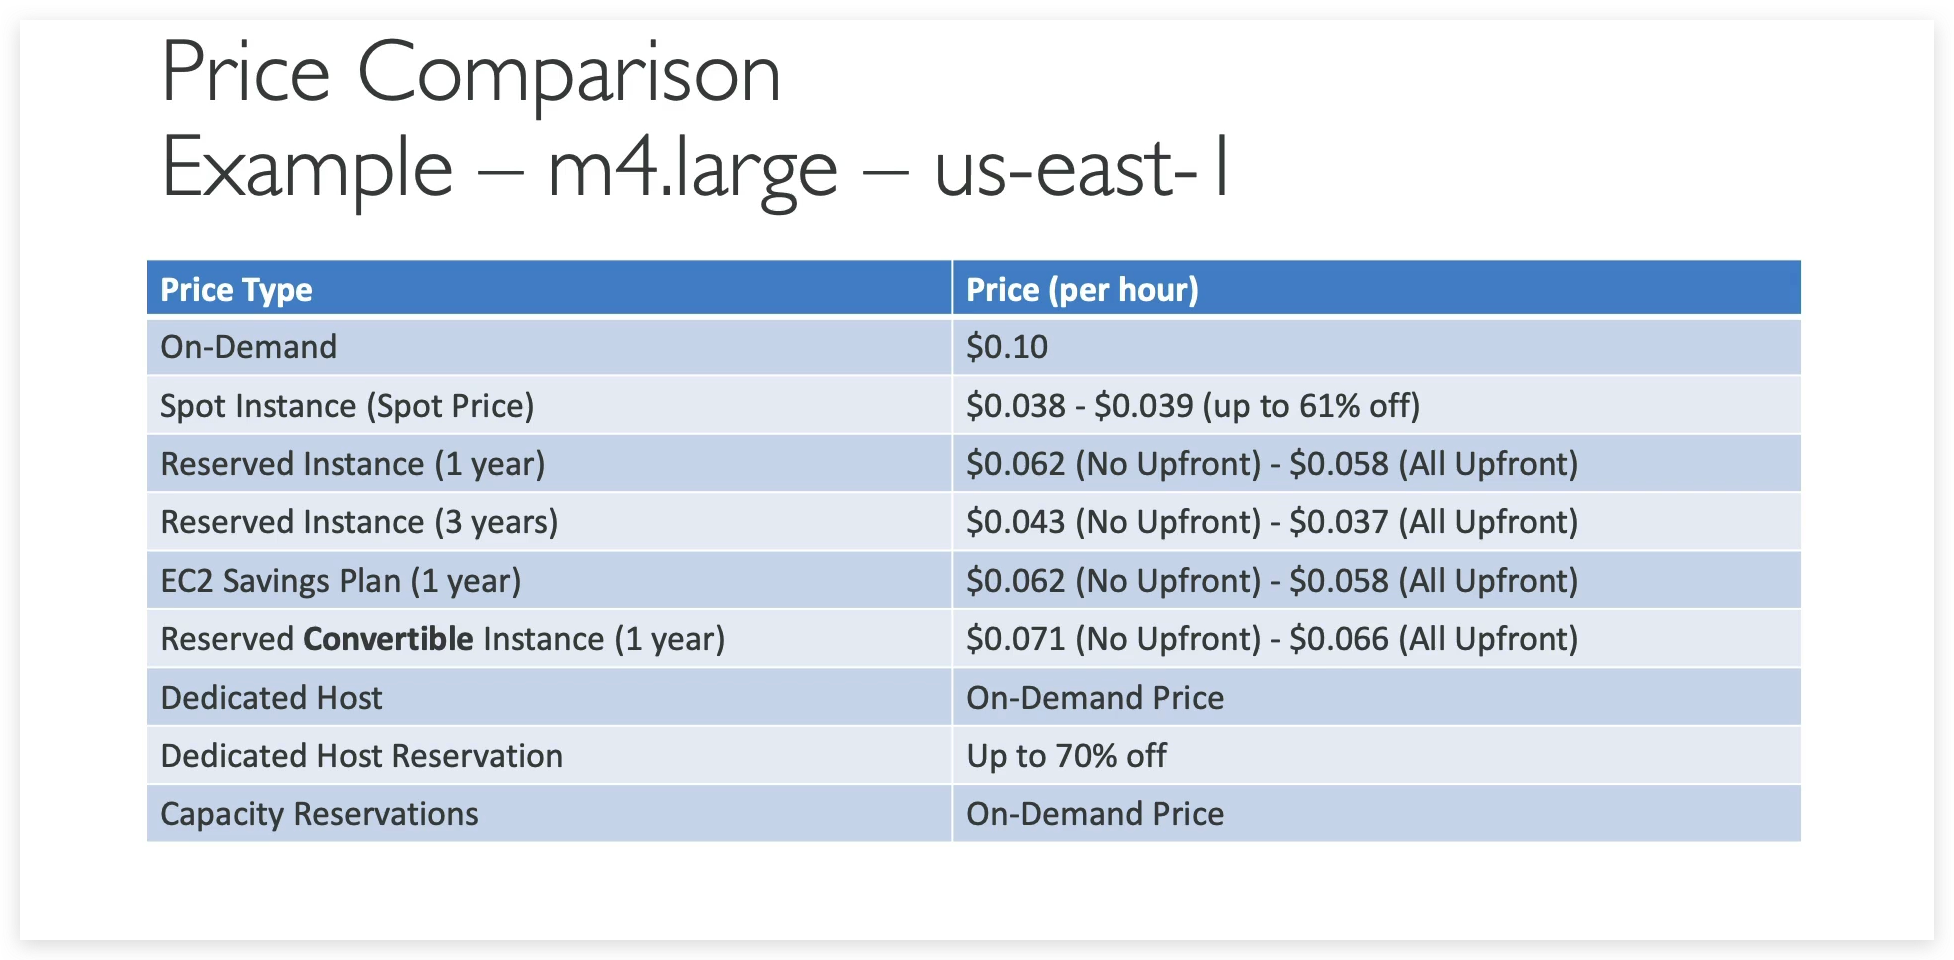 Price Comparison
Example – m4.large – us-east-1
Price Type Price (per hour)
On-Demand $0.10
Spot Instance (Spot Price) $0.038 - $0.039 (up to 61% off)
Reserved Instance (1 year) $0.062 (No Upfront) - $0.058 (All Upfront)
Reserved Instance (3 years) $0.043 (No Upfront) - $0.037 (All Upfront)
EC2 Savings Plan (1 year) $0.062 (No Upfront) - $0.058 (All Upfront)
Reserved Convertible Instance (1 year) $0.071 (No Upfront) - $0.066 (All Upfront)
Dedicated Host On-Demand Price
Dedicated Host Reservation Up to 70% off
Capacity Reservations On-Demand Price